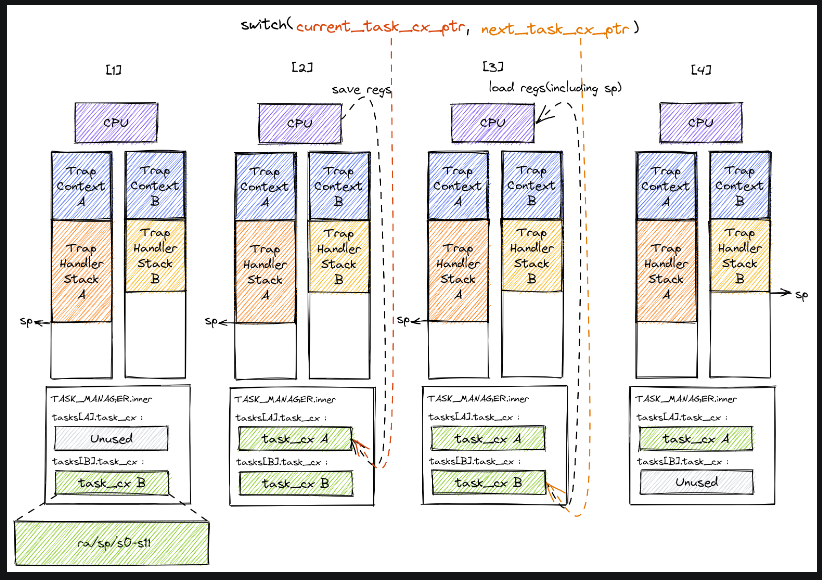 switch(current_task_cx_ptr, next_task_cx_ptr)
[1]
[2]
[3]
[4]
save regs
load regs(including sp)
CPU
CPU
CPU
CPU
Trap
Context
A
Trap
Context
B
Trap
Handler
Stack
A
Trap
Handler
Stack
B
sp
Trap
Context
A
Trap
Context
B
Trap
Handler
Stack
A
Trap
Handler
Stack
B
sp
Trap
Context
A
Trap
Context
B
Trap
Handler
Stack
A
Trap
Handler
Stack
B
sp
Trap
Context
A
Trap
Context
B
Trap
Handler
Stack
A
Trap
Handler
Stack
B
sp
TASK_MANAGER.inner
tasks[A].task_cx :
Unused
tasks[B].task_cx :
task_cx B
ra/sp/s0-s11
TASK_MANAGER.inner
tasks[A].task_cx :
task_cx A
tasks[B].task_cx :
task_cx B
TASK_MANAGER.inner
tasks[A].task_cx :
task_cx A
tasks[B].task_cx :
task_cx B
TASK_MANAGER.inner
tasks[A].task_cx :
task_cx A
tasks[B].task_cx :
Unused